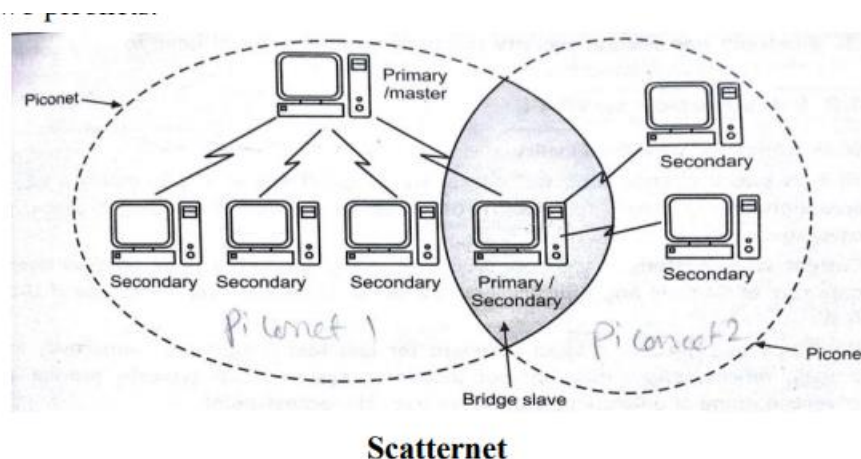 Primary
/master
Piconet
Secondary
Secondary
Secondary
Secondary
Secondary
Primary /
Secondary
Secondary
Piconet 1
Piconet 2
Picone
Bridge slave
Scatternet